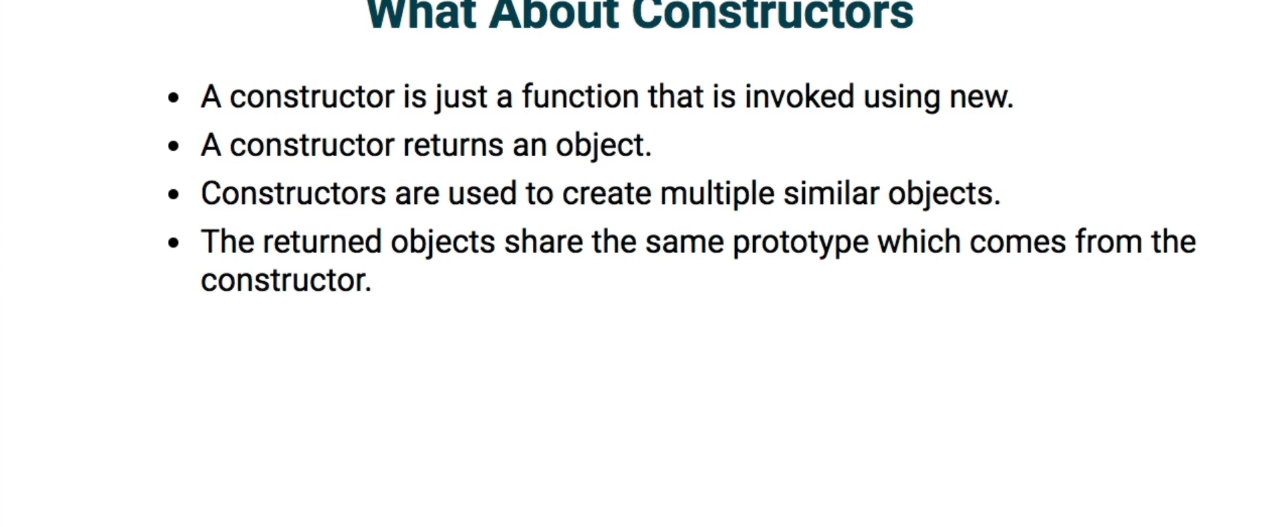 What About Constructors
• A constructor is just a function that is invoked using new.
• A constructor returns an object.
• Constructors are used to create multiple similar objects.
• The returned objects share the same prototype which comes from the
constructor.